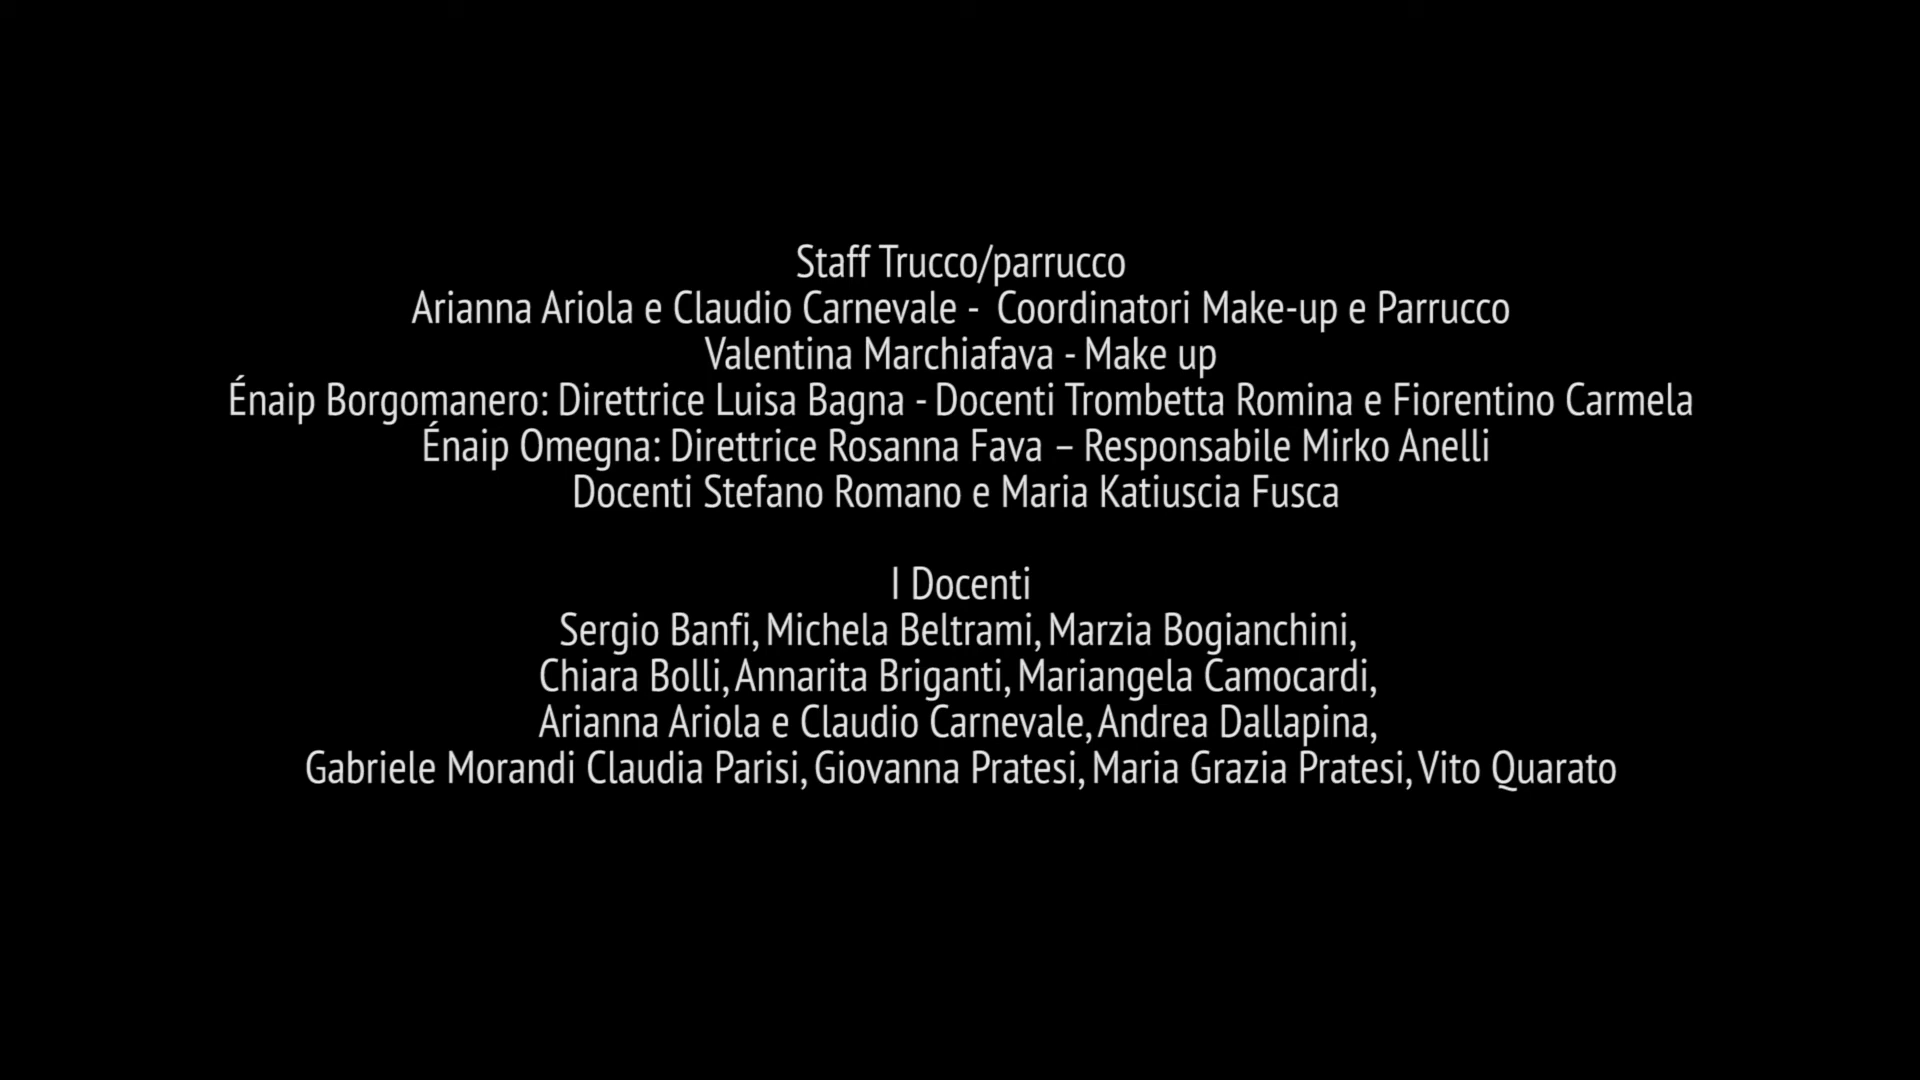 Staff Trucco/parrucco
Arianna Ariola e Claudio Carnevale -  Coordinatori Make-up e Parrucco
Valentina Marchiafava - Make up
Énaip Borgomanero: Direttrice Luisa Bagna - Docenti Trombetta Romina e Fiorentino Carmela
Énaip Omegna: Direttrice Rosanna Fava – Responsabile Mirko Anelli
Docenti Stefano Romano e Maria Katiuscia Fusca
I Docenti
Sergio Banfi, Michela Beltrami, Marzia Bogianchini,
Chiara Bolli, Annarita Briganti, Mariangela Camocardi,
Arianna Ariola e Claudio Carnevale, Andrea Dallapina,
Gabriele Morandi Claudia Parisi, Giovanna Pratesi, Maria Grazia Pratesi, Vito Quarato